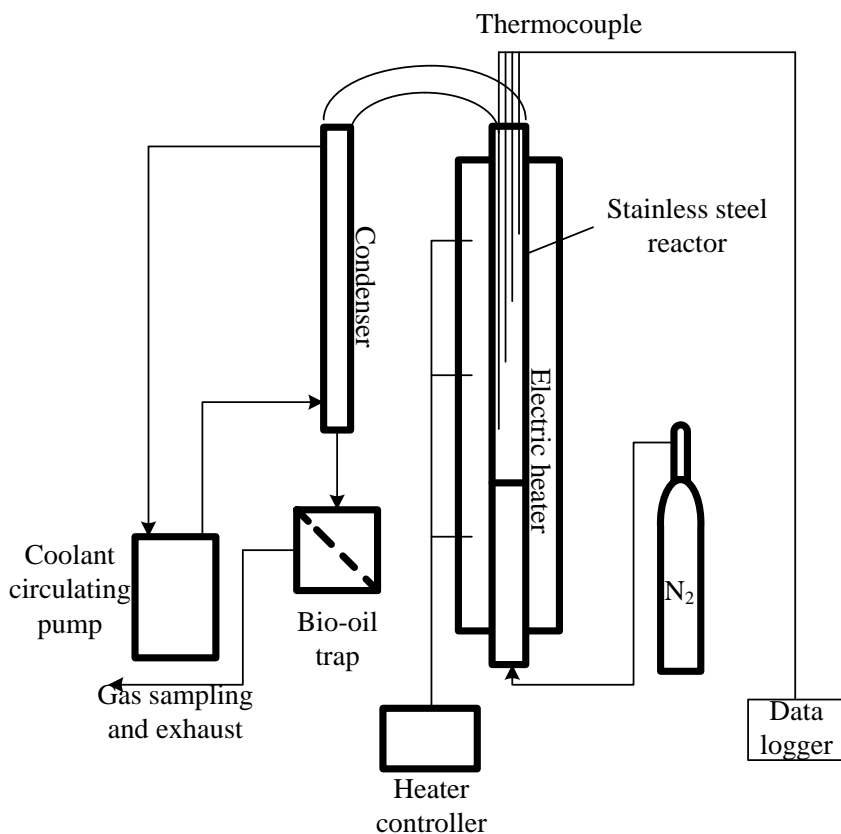 Thermocouple
Stainless steel
reactor
Condenser
Electric heater
N₂
Coolant
circulating
pump
Bio-oil
trap
Gas sampling
and exhaust
Data
logger
Heater
controller